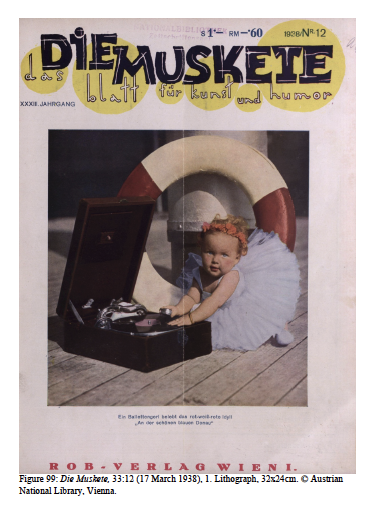 S 1'— RM—'60 1938/Nr. 12
DIE MUSKETE
das blatt für kunst und humor
XXXIII. JAHRGANG
Ein Ballettengerl belebt das rot-weiß-rote Idyll
„An der schönen blauen Donau"
ROB-VERLAG WIEN I.
Figure 99: Die Muskete, 33:12 (17 March 1938), 1. Lithograph, 32x24cm. © Austrian
National Library, Vienna.